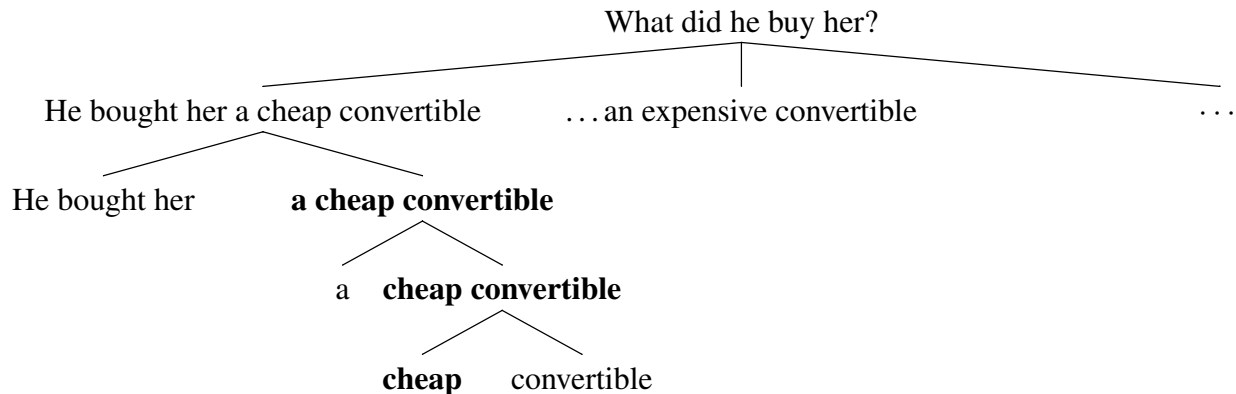 What did he buy her?
He bought her a cheap convertible ...an expensive convertible ...
He bought her a cheap convertible
a cheap convertible
cheap convertible